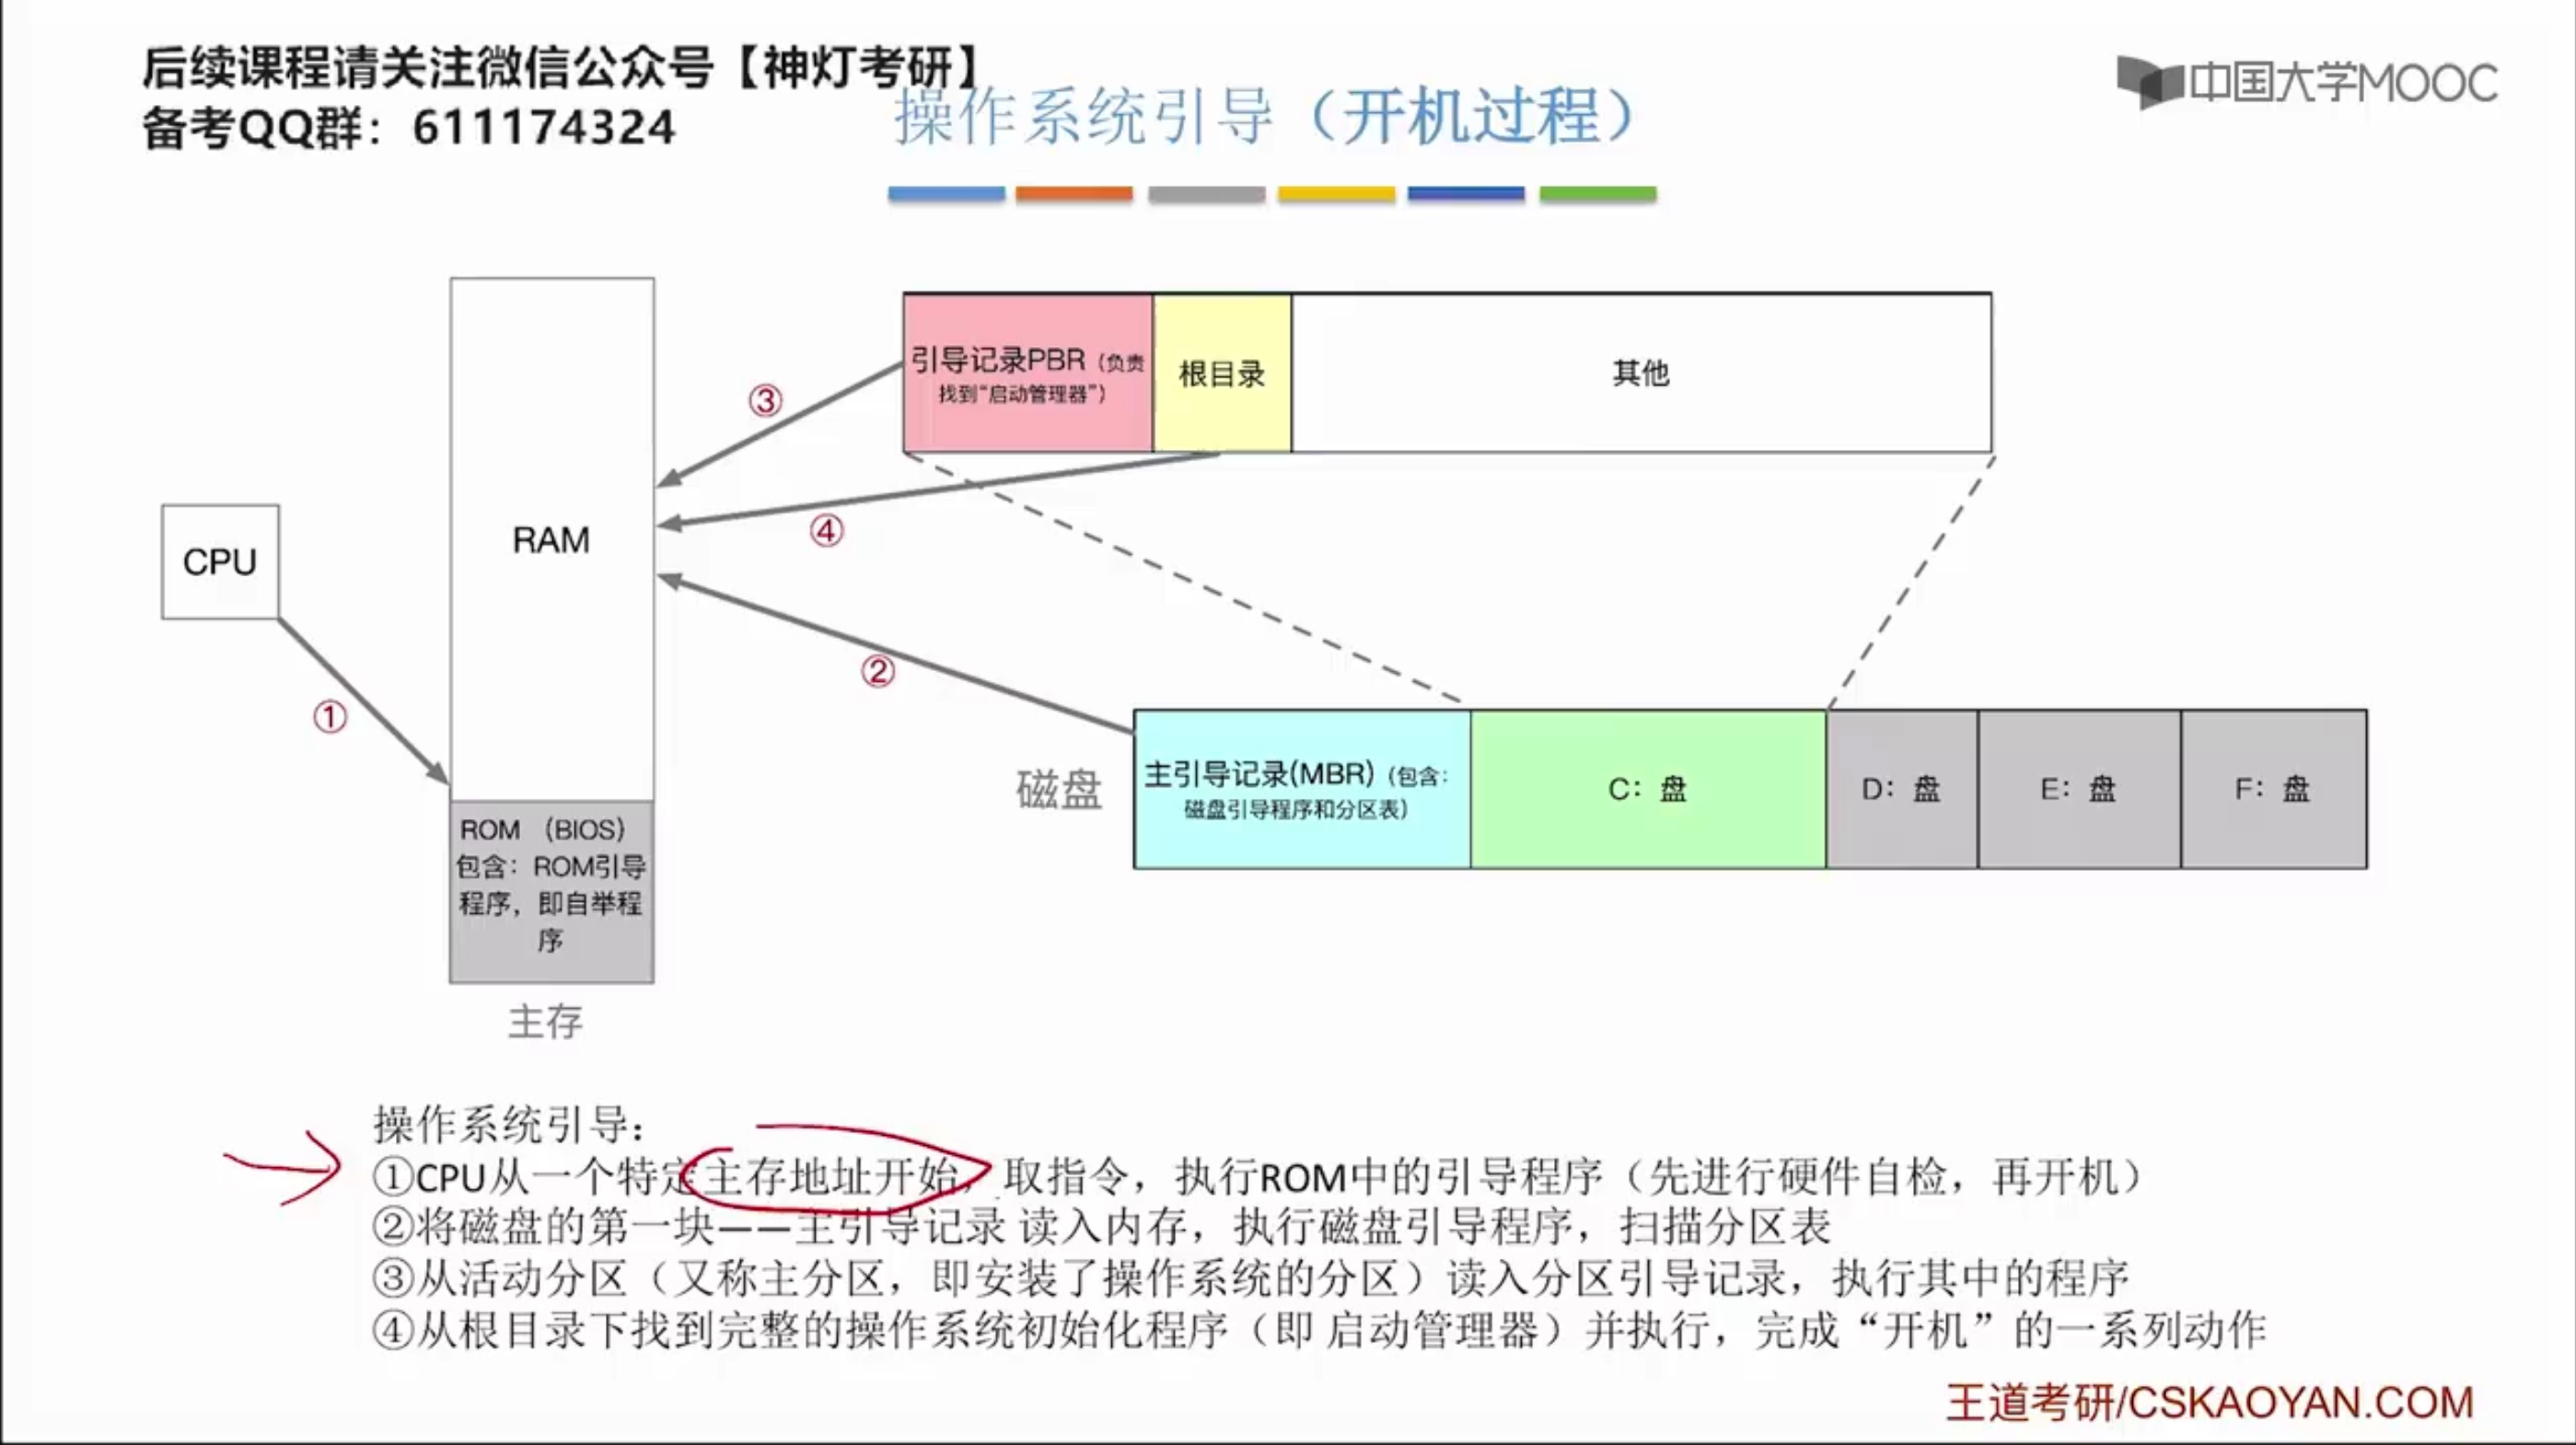 后续课程请关注微信公众号【神灯考研】
备考QQ群：611174324
中国大学MOOC
操作系统引导（开机过程）
引导记录PBR（负责
找到“启动管理器”）
根目录
其他
③
④
RAM
CPU
②
①
磁盘
主引导记录(MBR)（包含：
磁盘引导程序和分区表）
C：盘
D：盘
E：盘
F：盘
ROM （BIOS）
包含：ROM引导
程序，即自举程
序
主存
操作系统引导：
①CPU从一个特定主存地址开始，取指令，执行ROM中的引导程序（先进行硬件自检，再开机）
②将磁盘的第一块——主引导记录 读入内存，执行磁盘引导程序，扫描分区表
③从活动分区（又称主分区，即安装了操作系统的分区）读入分区引导记录，执行其中的程序
④从根目录下找到完整的操作系统初始化程序（即 启动管理器）并执行，完成“开机”的一系列动作
王道考研/CSKAOYAN.COM